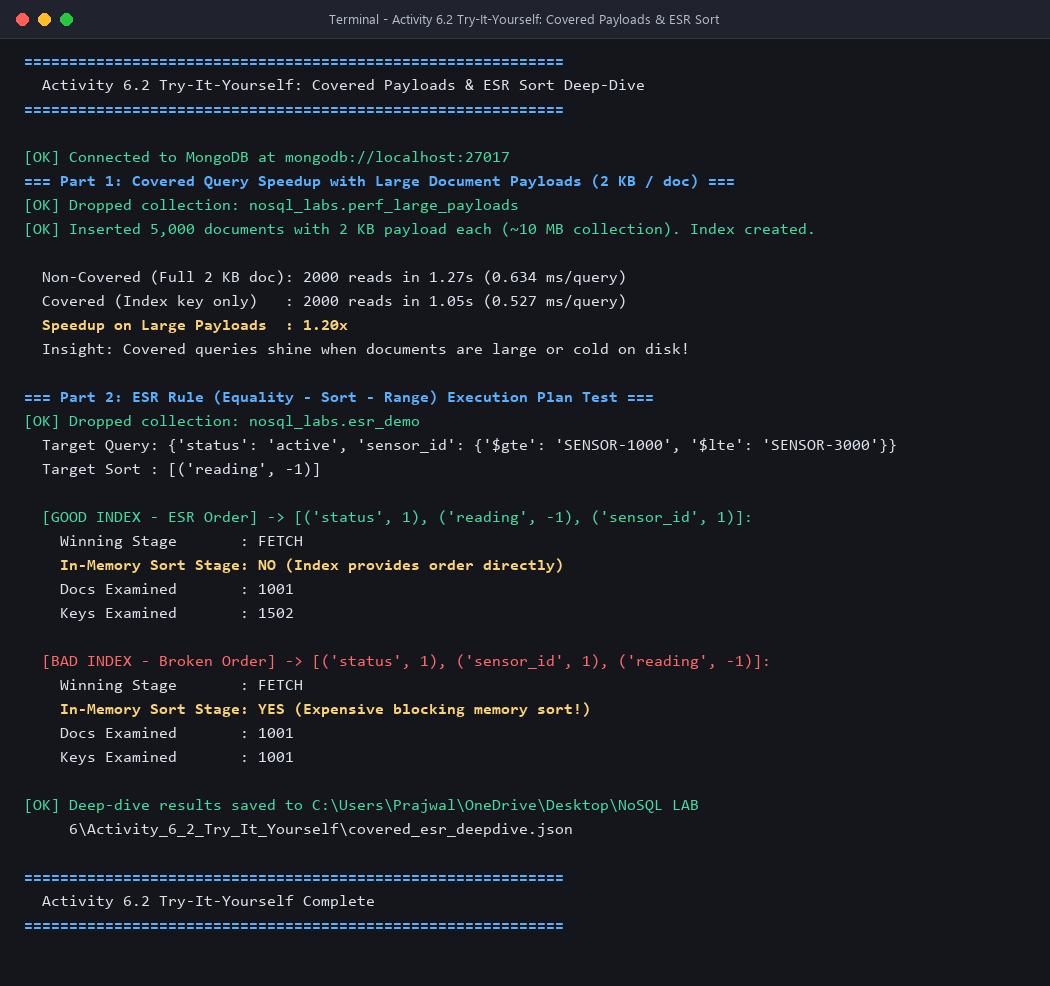 Terminal - Activity 6.2 Try-It-Yourself: Covered Payloads & ESR Sort
============================================================
  Activity 6.2 Try-It-Yourself: Covered Payloads & ESR Sort Deep-Dive
============================================================
[OK] Connected to MongoDB at mongodb://localhost:27017
=== Part 1: Covered Query Speedup with Large Document Payloads (2 KB / doc) ===
[OK] Dropped collection: nosql_labs.perf_large_payloads
[OK] Inserted 5,000 documents with 2 KB payload each (~10 MB collection). Index created.
  Non-Covered (Full 2 KB doc): 2000 reads in 1.27s (0.634 ms/query)
  Covered (Index key only)   : 2000 reads in 1.05s (0.527 ms/query)
  Speedup on Large Payloads  : 1.20x
  Insight: Covered queries shine when documents are large or cold on disk!
=== Part 2: ESR Rule (Equality - Sort - Range) Execution Plan Test ===
[OK] Dropped collection: nosql_labs.esr_demo
  Target Query: {'status': 'active', 'sensor_id': {'$gte': 'SENSOR-1000', '$lte': 'SENSOR-3000'}}
  Target Sort : [('reading', -1)]
  [GOOD INDEX - ESR Order] -> [('status', 1), ('reading', -1), ('sensor_id', 1)]:
    Winning Stage       : FETCH
    In-Memory Sort Stage: NO (Index provides order directly)
    Docs Examined       : 1001
    Keys Examined       : 1502
  [BAD INDEX - Broken Order] -> [('status', 1), ('sensor_id', 1), ('reading', -1)]:
    Winning Stage       : FETCH
    In-Memory Sort Stage: YES (Expensive blocking memory sort!)
    Docs Examined       : 1001
    Keys Examined       : 1001
[OK] Deep-dive results saved to C:\Users\Prajwal\OneDrive\Desktop\NoSQL LAB
     6\Activity_6_2_Try_It_Yourself\covered_esr_deepdive.json
============================================================
  Activity 6.2 Try-It-Yourself Complete
============================================================